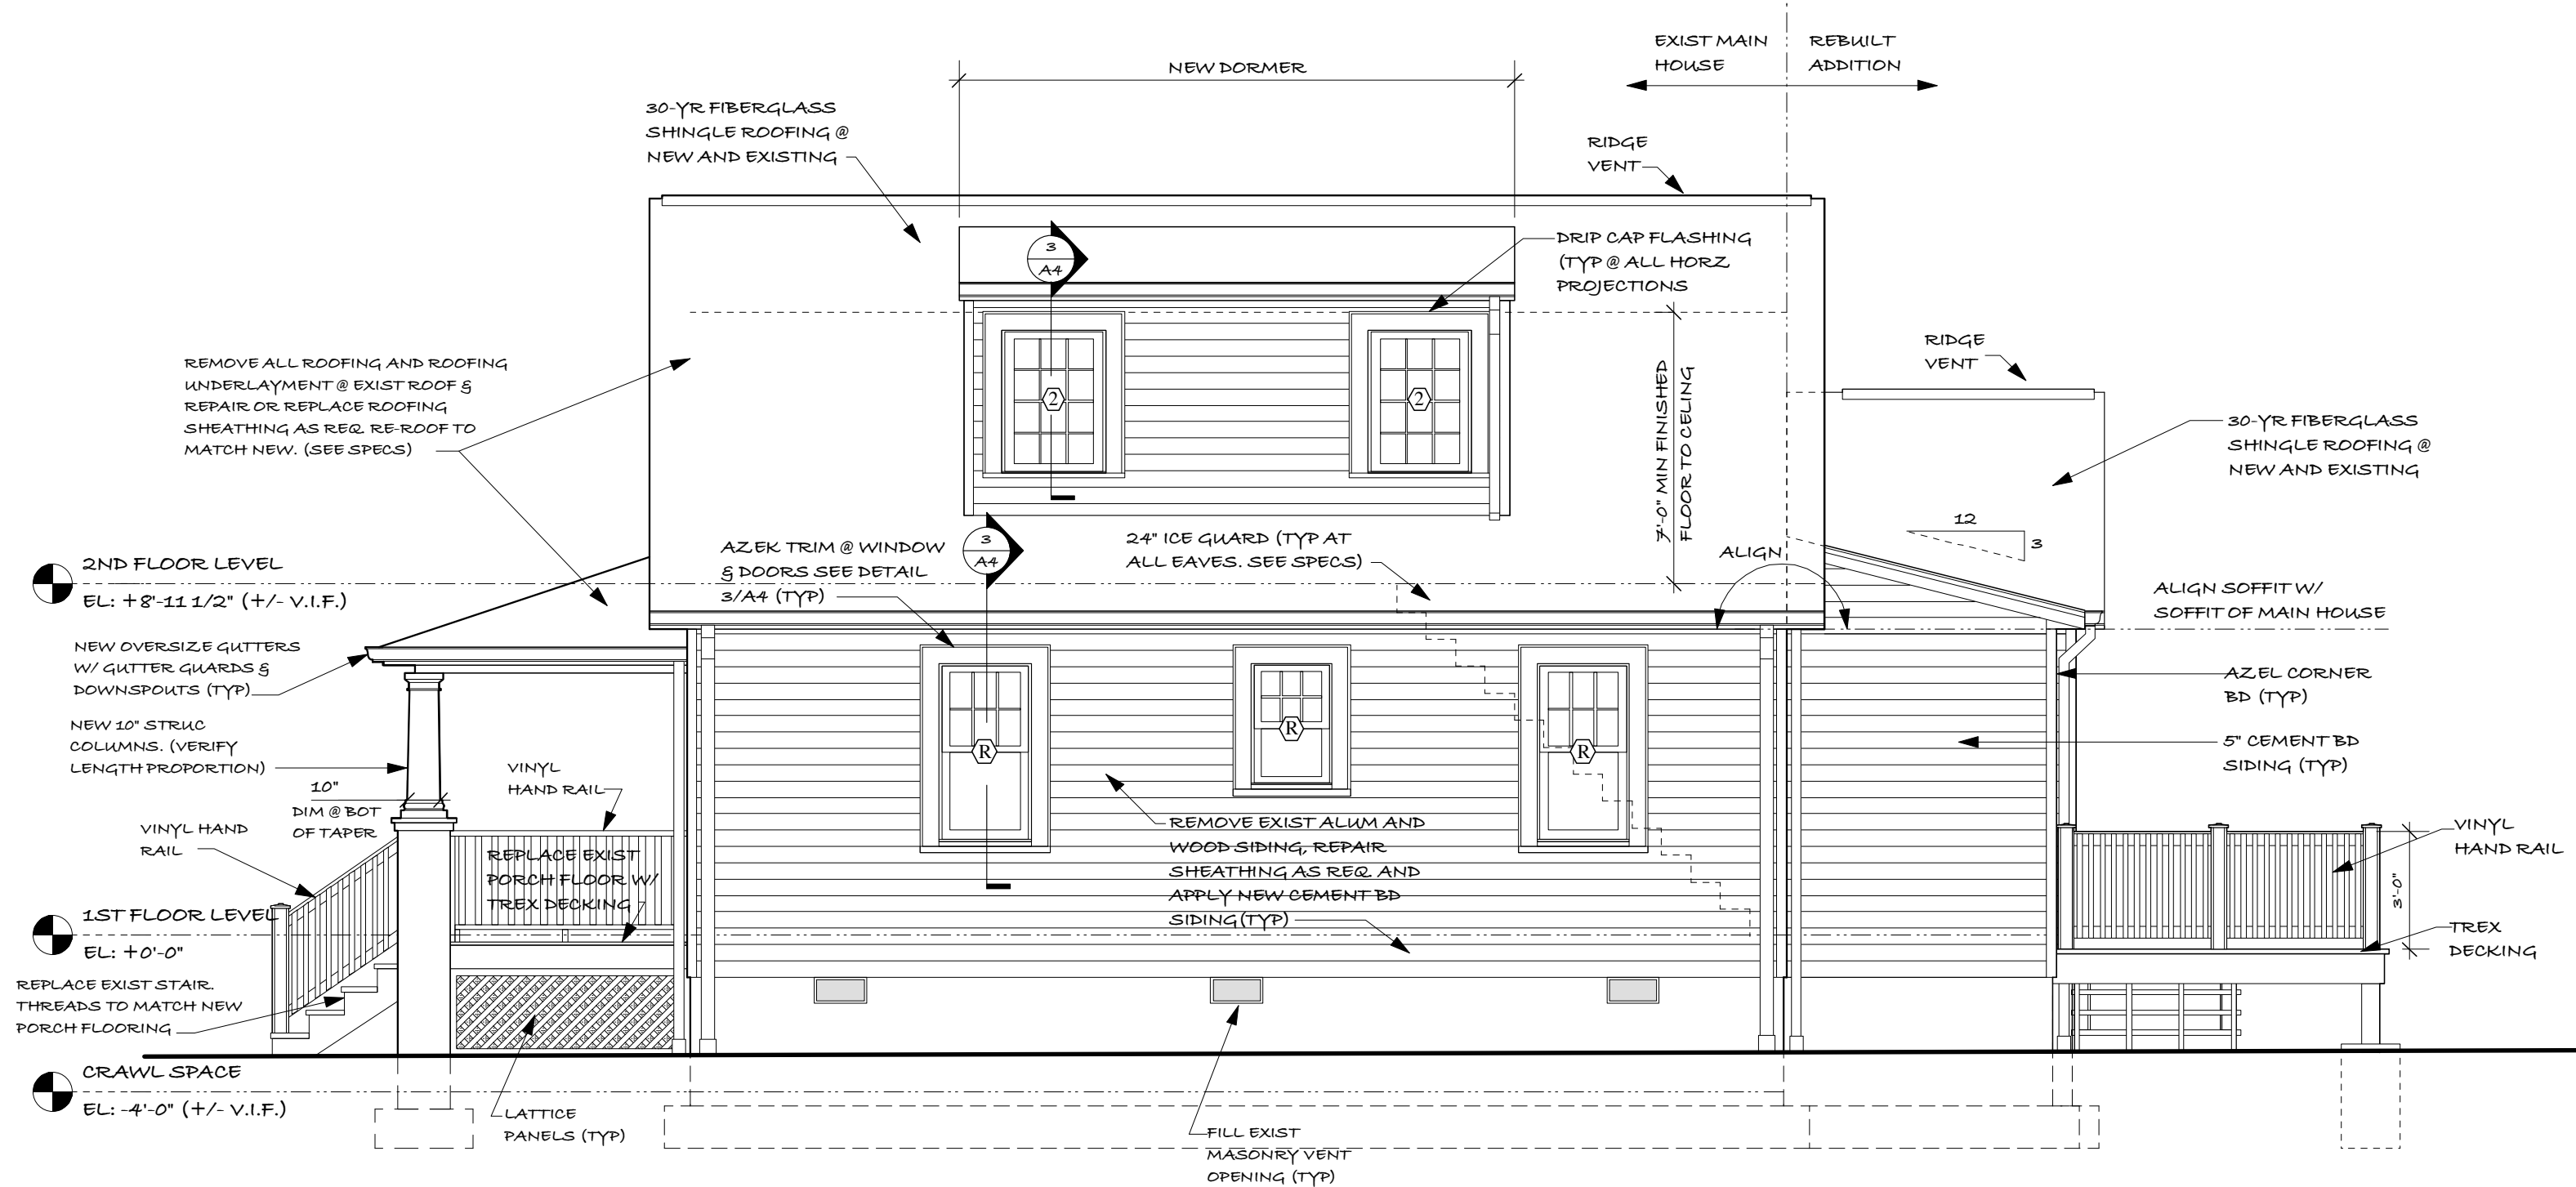 EXIST MAIN
HOUSE
REBUILT
ADDITION
NEW DORMER
30-YR FIBERGLASS
SHINGLE ROOFING @
NEW AND EXISTING
RIDGE
VENT
3
A4
DRIP CAP FLASHING
(TYP @ ALL HORZ
PROJECTIONS
REMOVE ALL ROOFING AND ROOFING
UNDERLAYMENT @ EXIST ROOF &
REPAIR OR REPLACE ROOFING
SHEATHING AS REQ. RE-ROOF TO
MATCH NEW. (SEE SPECS)
2
2
7'-0" MIN FINISHED
FLOOR TO CELING
RIDGE
VENT
30-YR FIBERGLASS
SHINGLE ROOFING @
NEW AND EXISTING
12
3
2ND FLOOR LEVEL
EL: +8'-11 1/2" (+/- V.I.F.)
AZEK TRIM @ WINDOW
& DOORS SEE DETAIL
3/A4 (TYP)
3
A4
24" ICE GUARD (TYP AT
ALL EAVES. SEE SPECS)
ALIGN
ALIGN SOFFIT W/
SOFFIT OF MAIN HOUSE
NEW OVERSIZE GUTTERS
W/ GUTTER GUARDS &
DOWNSPOUTS (TYP)
AZEL CORNER
BD (TYP)
NEW 10" STRUC
COLUMNS. (VERIFY
LENGTH PROPORTION)
R
R
R
5" CEMENT BD
SIDING (TYP)
10"
DIM @ BOT
OF TAPER
VINYL
HAND RAIL
VINYL HAND
RAIL
REPLACE EXIST
PORCH FLOOR W/
TREX DECKING
REMOVE EXIST ALUM AND
WOOD SIDING, REPAIR
SHEATHING AS REQ. AND
APPLY NEW CEMENT BD
SIDING (TYP)
VINYL
HAND RAIL
3'-0"
TREX
DECKING
1ST FLOOR LEVEL
EL: +0'-0"
REPLACE EXIST STAIR.
THREADS TO MATCH NEW
PORCH FLOORING
CRAWL SPACE
EL: -4'-0" (+/- V.I.F.)
LATTICE
PANELS (TYP)
FILL EXIST
MASONRY VENT
OPENING (TYP)